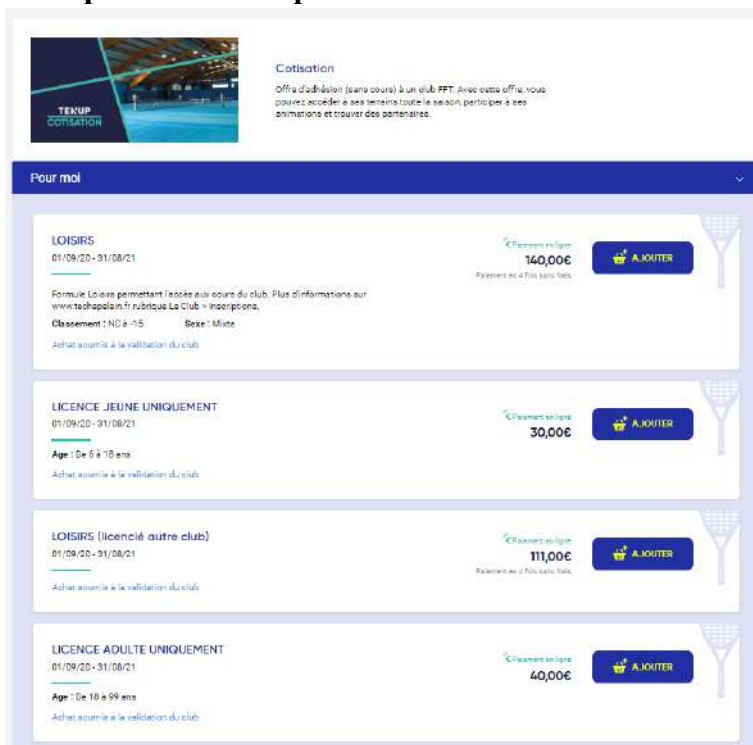 TENUP
COTISATION
Cotisation
Offre d'adhésion (sans cours) à un club FFT. Avec cette offre, vous
pouvez accéder à ses terrains toute la saison, participer à ses
animations et trouver des partenaires.
Pour moi
LOISIRS
01/09/20 - 31/08/21
Formule Loisirs permettant l'accès aux cours du club. Plus d'informations sur
www.tcchapelain.fr rubrique Le Club > Inscriptions.
Classement : NC à -15 Sexe : Mixte
Achat soumis à la validation du club
Paiement en ligne
140,00€
Paiement en 4 fois sans frais
AJOUTER
LICENCE JEUNE UNIQUEMENT
01/09/20 - 31/08/21
Age : De 6 à 18 ans
Achat soumis à la validation du club
Paiement en ligne
30,00€
AJOUTER
LOISIRS (licencié autre club)
01/09/20 - 31/08/21
Achat soumis à la validation du club
Paiement en ligne
111,00€
Paiement en 4 fois sans frais
AJOUTER
LICENCE ADULTE UNIQUEMENT
01/09/20 - 31/08/21
Age : De 18 à 99 ans
Achat soumis à la validation du club
Paiement en ligne
40,00€
AJOUTER